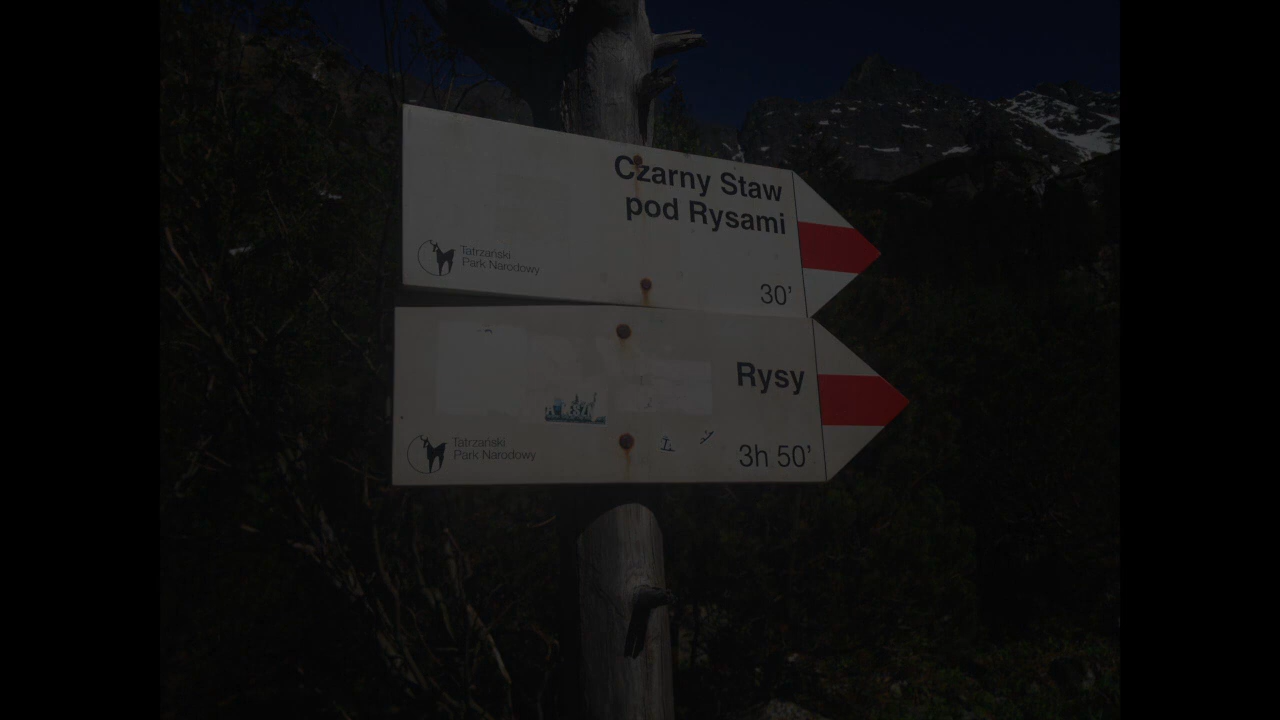 Czarny Staw
pod Rysami
Tatrzański
Park Narodowy
30'
Rysy
Tatrzański
Park Narodowy
3h 50'